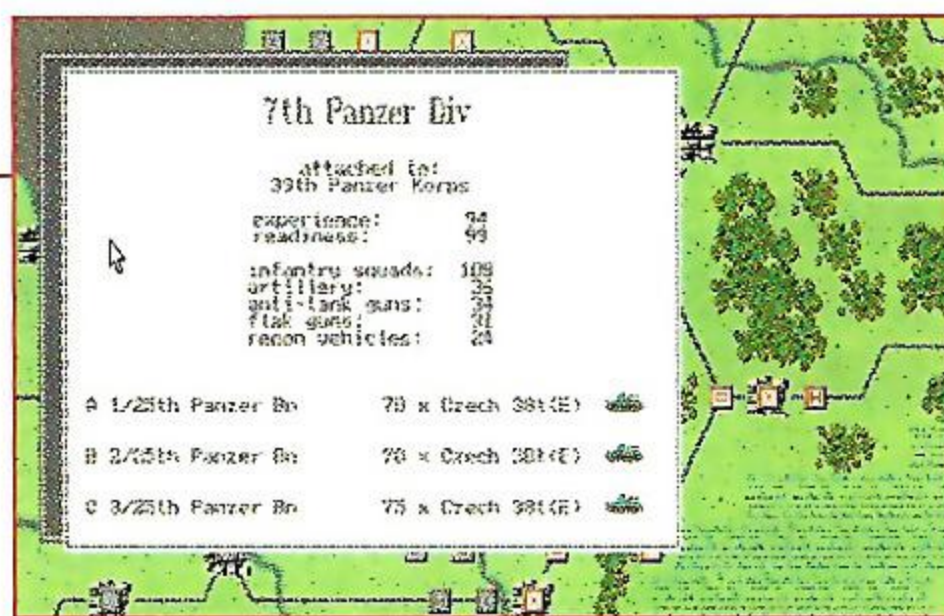 7th Panzer Div
attached to:
39th Panzer Korps
experience: 94
readiness: 99
infantry squads: 109
artillery: 36
anti-tank guns: 34
flak guns:
recon vehicles: 24
A 1/25th Panzer Bn 70 x Czech 38t(E)
B 2/25th Panzer Bn 70 x Czech 38t(E)
C 3/25th Panzer Bn 75 x Czech 38t(E)